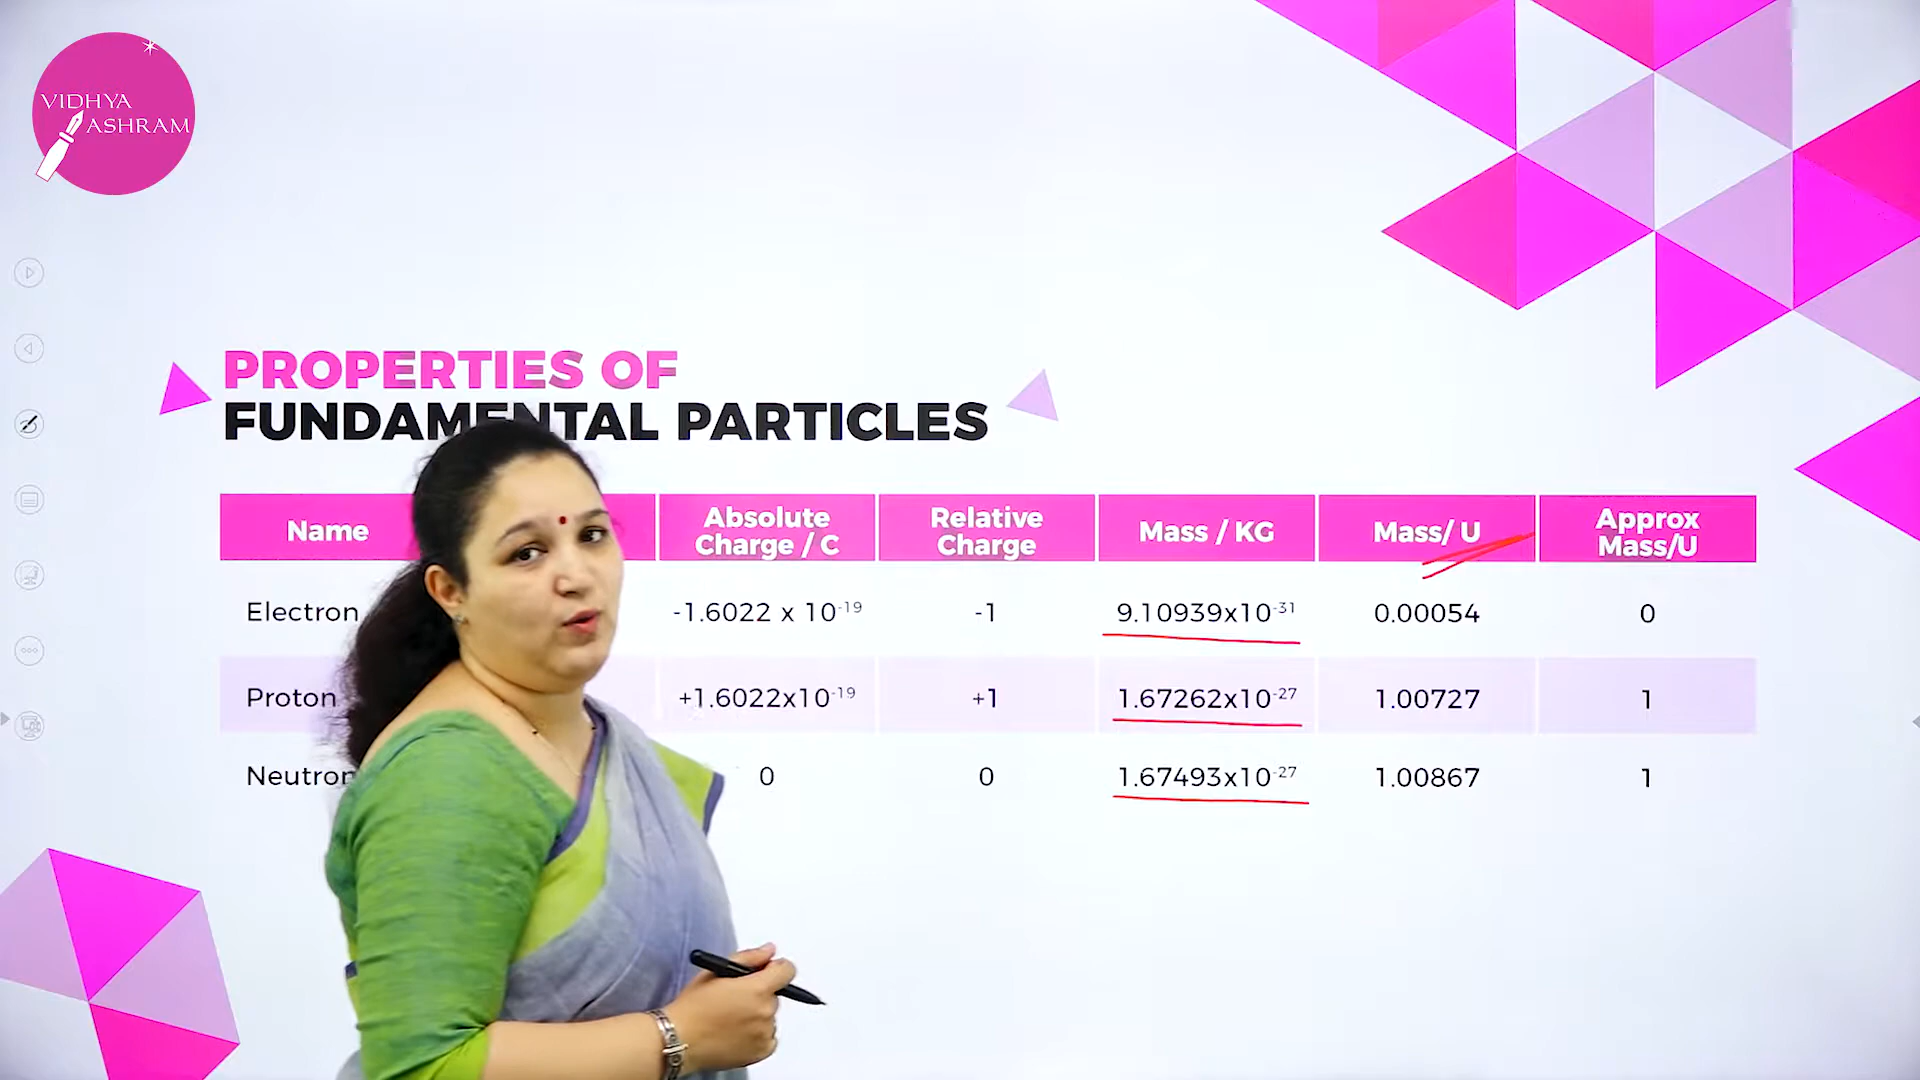 VIDHYA
ASHRAM
PROPERTIES OF
FUNDAMENTAL PARTICLES
Name Absolute Charge / C Relative Charge Mass / KG Mass/ U Approx Mass/U
Electron -1.6022 x 10⁻¹⁹ -1 9.10939x10⁻³¹ 0.00054 0
Proton +1.6022x10⁻¹⁹ +1 1.67262x10⁻²⁷ 1.00727 1
Neutron 0 0 1.67493x10⁻²⁷ 1.00867 1